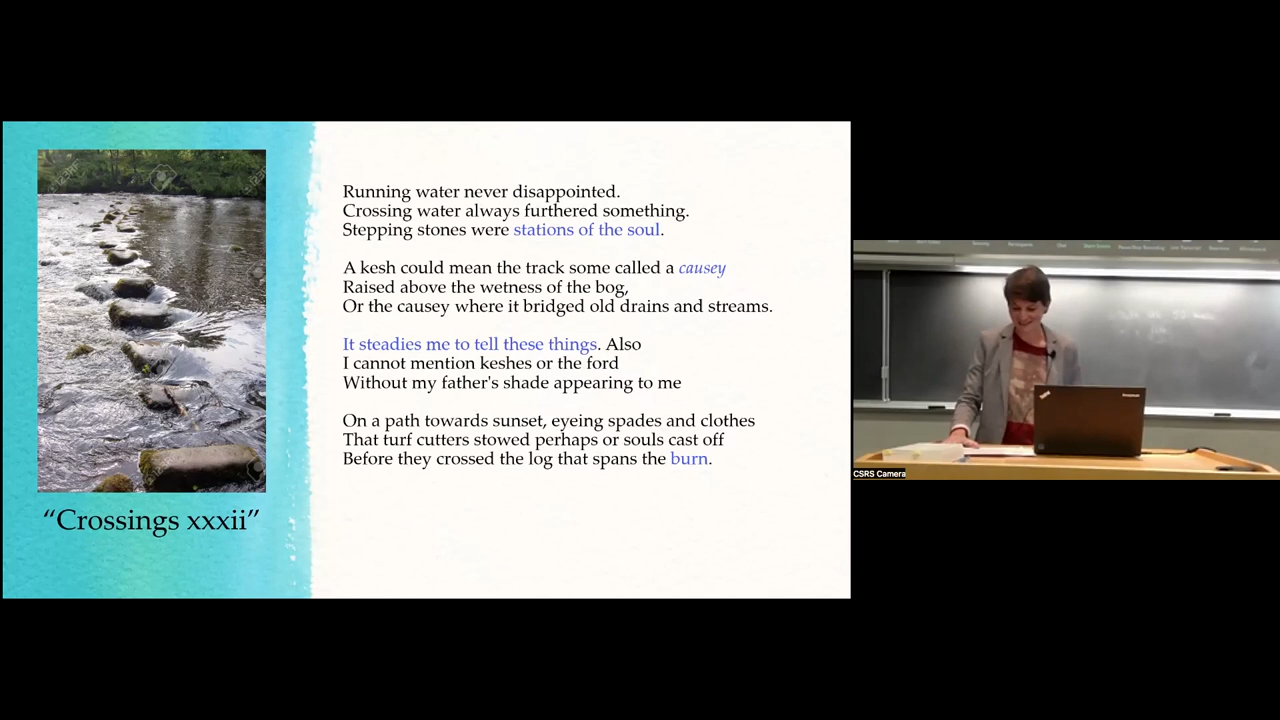 Running water never disappointed.
Crossing water always furthered something.
Stepping stones were stations of the soul.
A kesh could mean the track some called a causey
Raised above the wetness of the bog,
Or the causey where it bridged old drains and streams.
It steadies me to tell these things. Also
I cannot mention keshes or the ford
Without my father's shade appearing to me
On a path towards sunset, eyeing spades and clothes
That turf cutters stowed perhaps or souls cast off
Before they crossed the log that spans the burn.
“Crossings xxxii”
CSRS Camera